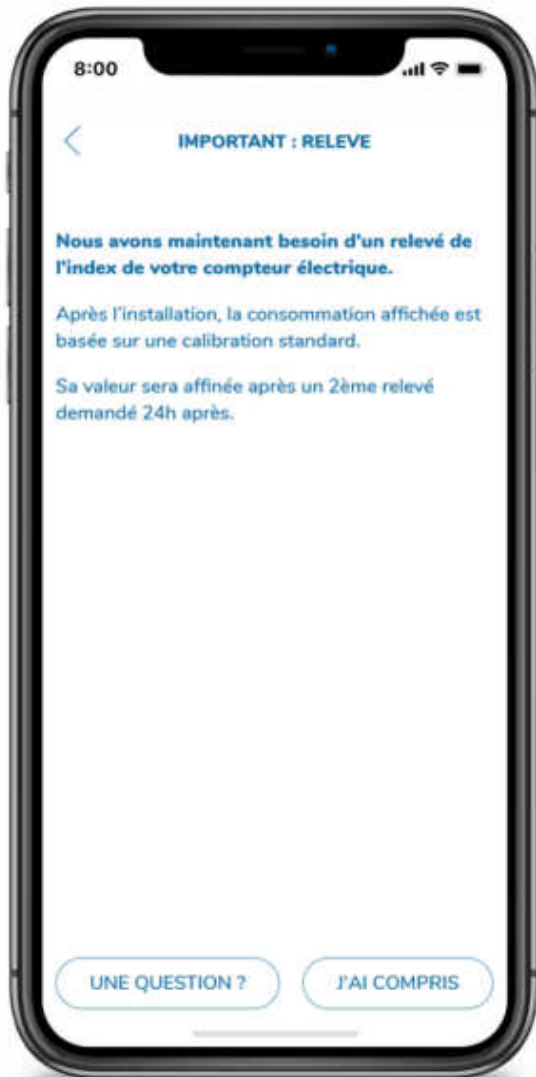 8:00
IMPORTANT : RELEVE
Nous avons maintenant besoin d'un relevé de
l'index de votre compteur électrique.
Après l'installation, la consommation affichée est
basée sur une calibration standard.
Sa valeur sera affinée après un 2ème relevé
demandé 24h après.
UNE QUESTION ?
J'AI COMPRIS